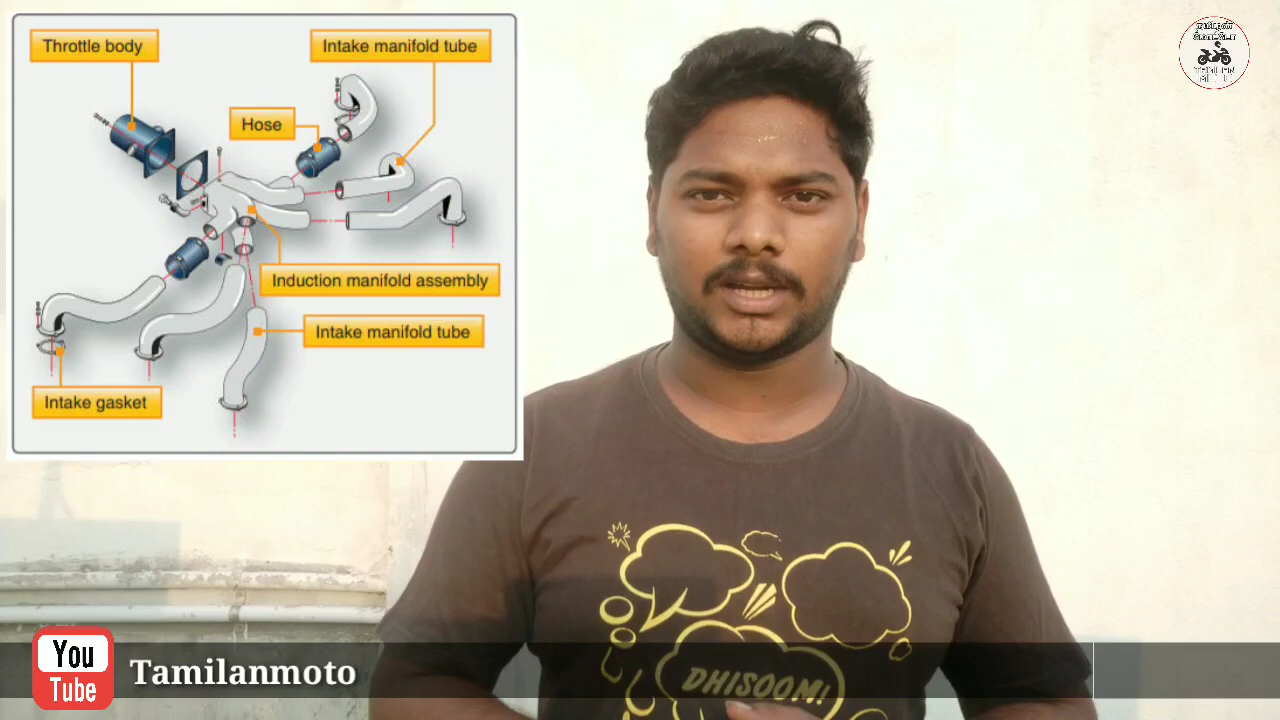 Throttle body
Intake manifold tube
Hose
Induction manifold assembly
Intake manifold tube
Intake gasket
DHISOOM!
You
Tube
Tamilanmoto